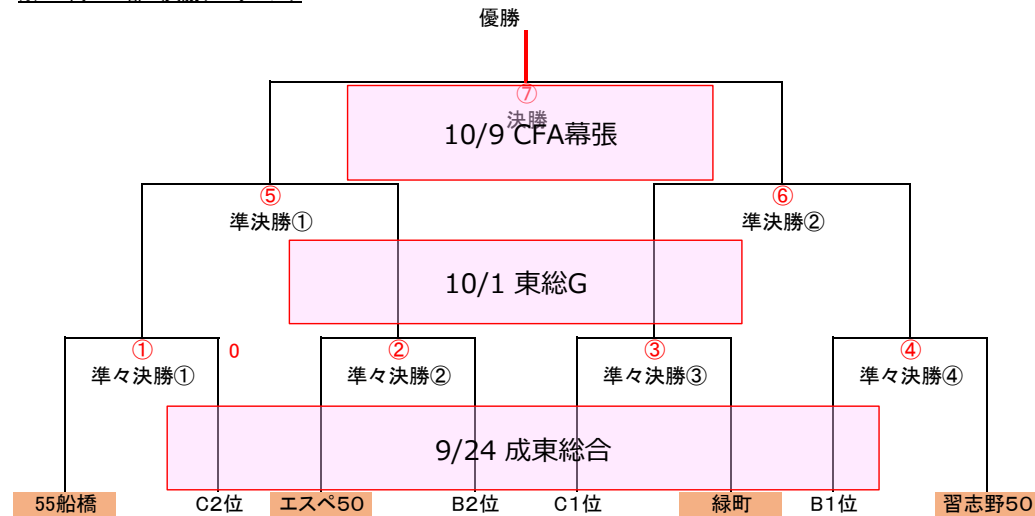 優勝
⑦
決勝
10/9 CFA幕張
⑤
準決勝①
⑥
準決勝②
10/1 東総G
①
0
②
③
④
準々決勝①
準々決勝②
準々決勝③
準々決勝④
9/24 成東総合
55船橋
C2位
エスペ50
B2位
C1位
緑町
B1位
習志野50